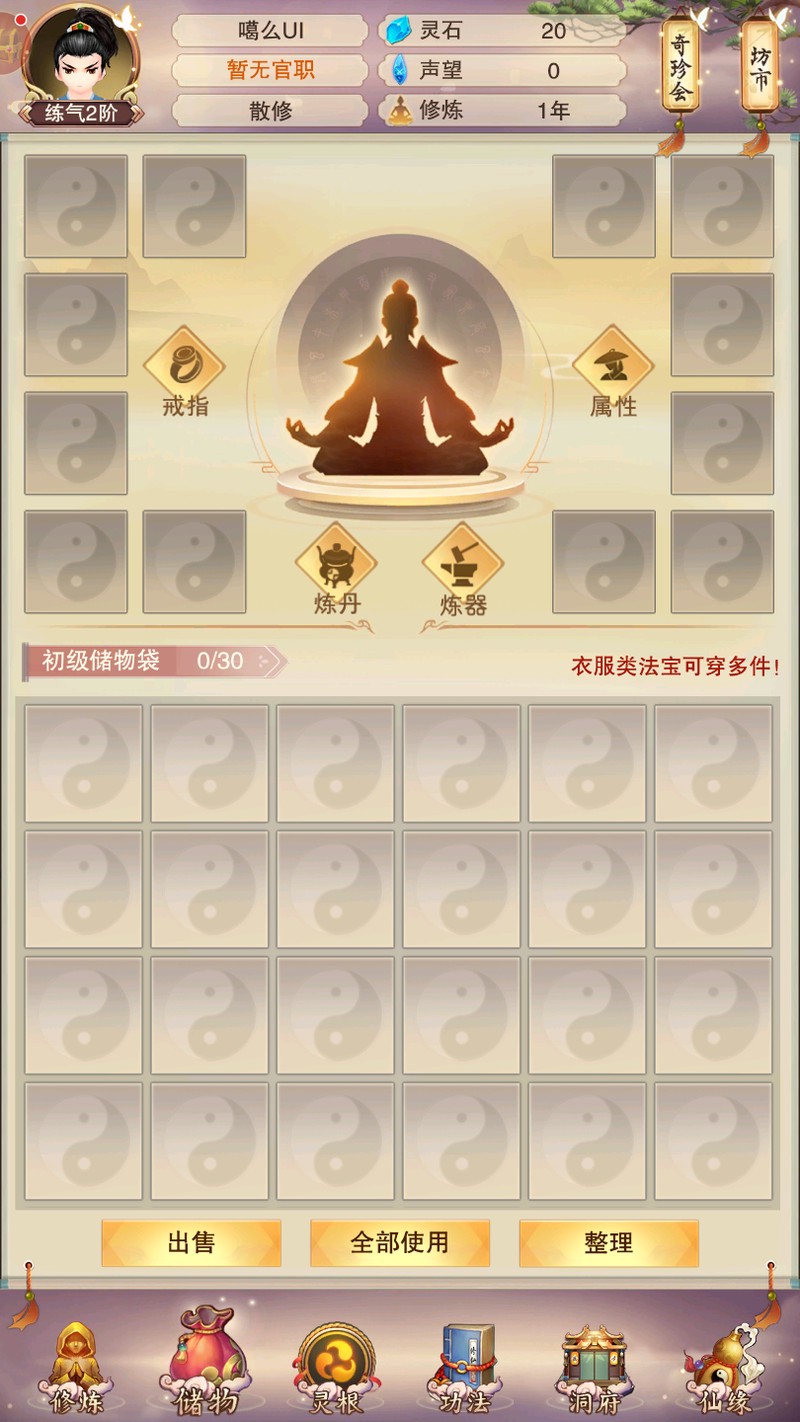 噶么UI
灵石
20
暂无官职
声望
0
练气2阶
散修
修炼
1年
奇珍会
坊市
戒指
属性
炼丹
炼器
初级储物袋
0/30
衣服类法宝可穿多件!
出售
全部使用
整理
修炼
储物
灵根
功法
洞府
仙缘